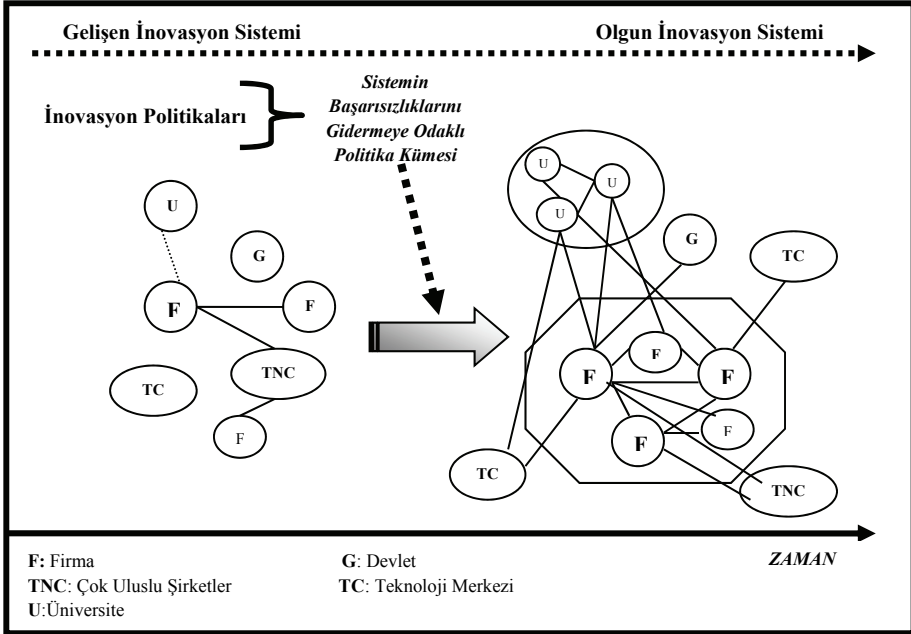 Gelişen İnovasyon Sistemi
Olgun İnovasyon Sistemi
İnovasyon Politikaları
Sistemin
Başarısızlıklarını
Gidermeye Odaklı
Politika Kümesi
U
G
F
F
TNC
TC
F
U
U
U
G
TC
F
F
F
F
F
TC
TNC
ZAMAN
F: Firma
G: Devlet
TNC: Çok Uluslu Şirketler
TC: Teknoloji Merkezi
U:Üniversite